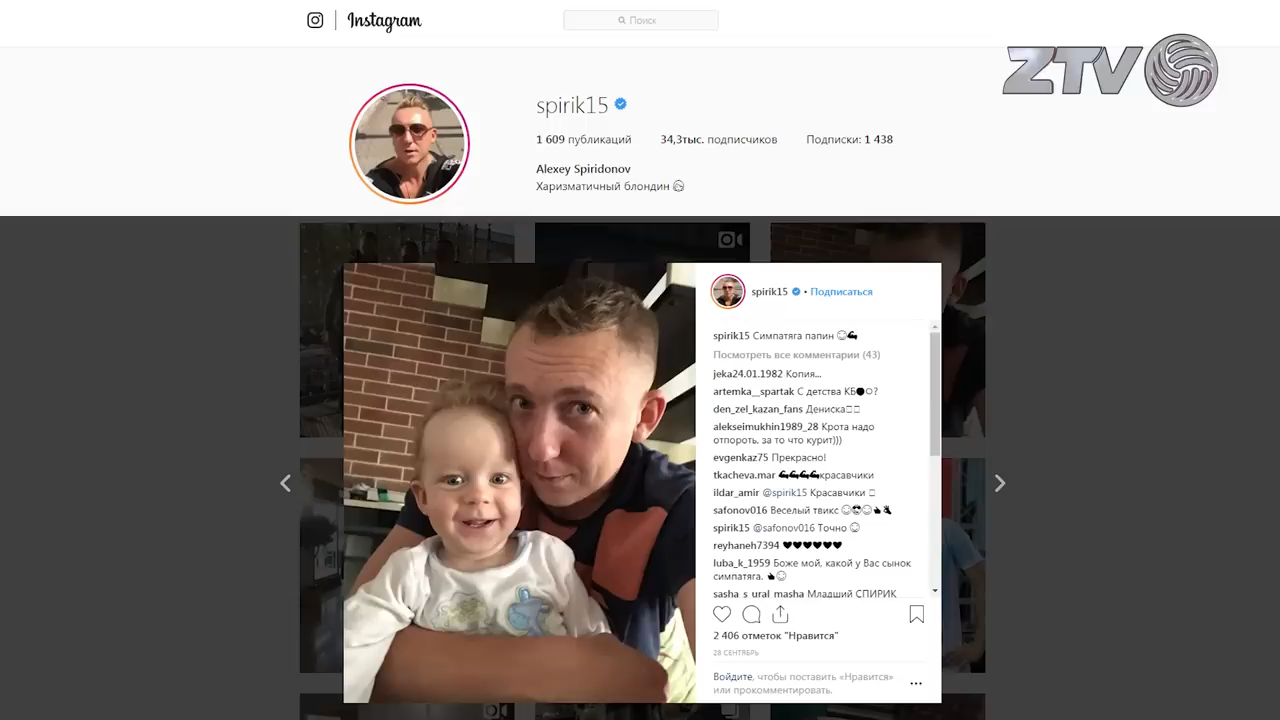 Instagram
Поиск
ZTV
spirik15
1 609 публикаций 34,3тыс. подписчиков Подписки: 1 438
Alexey Spiridonov
Харизматичный блондин
spirik15 • Подписаться
spirik15 Симпатяга папин
Посмотреть все комментарии (43)
jeka24.01.1982 Копия...
artemka__spartak С детства КБ⚫⚪?
den_zel_kazan_fans Дениска
alekseimukhin1989_28 Крота надо
отпороть, за то что курит)))
evgenkaz75 Прекрасно!
tkacheva.mar 💪💪💪💪красавчики
ildar_amir @spirik15 Красавчики
safonov016 Веселый твикс
spirik15 @safonov016 Точно
reyhaneh7394 ♥♥♥♥♥♥
luba_k_1959 Боже мой, какой у Вас сынок
симпатяга.
sasha_s_ural_masha Младший СПИРИК
2 406 отметок "Нравится"
28 СЕНТЯБРЬ
Войдите, чтобы поставить «Нравится»
или прокомментировать.